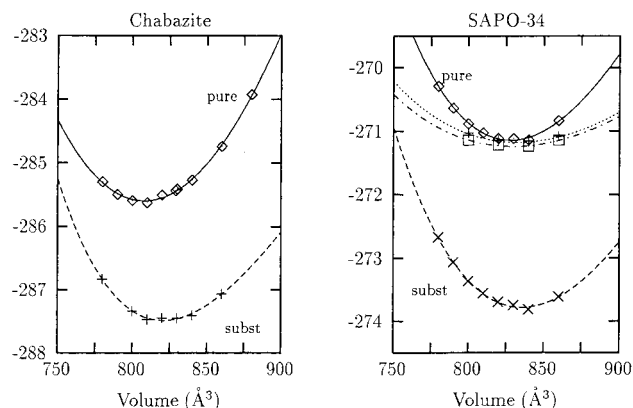 Chabazite
-283
-284
-285
-286
-287
-288
pure
subst
750
800
850
900
Volume (Å³)
SAPO-34
-270
-271
-272
-273
-274
pure
subst
750
800
850
900
Volume (Å³)